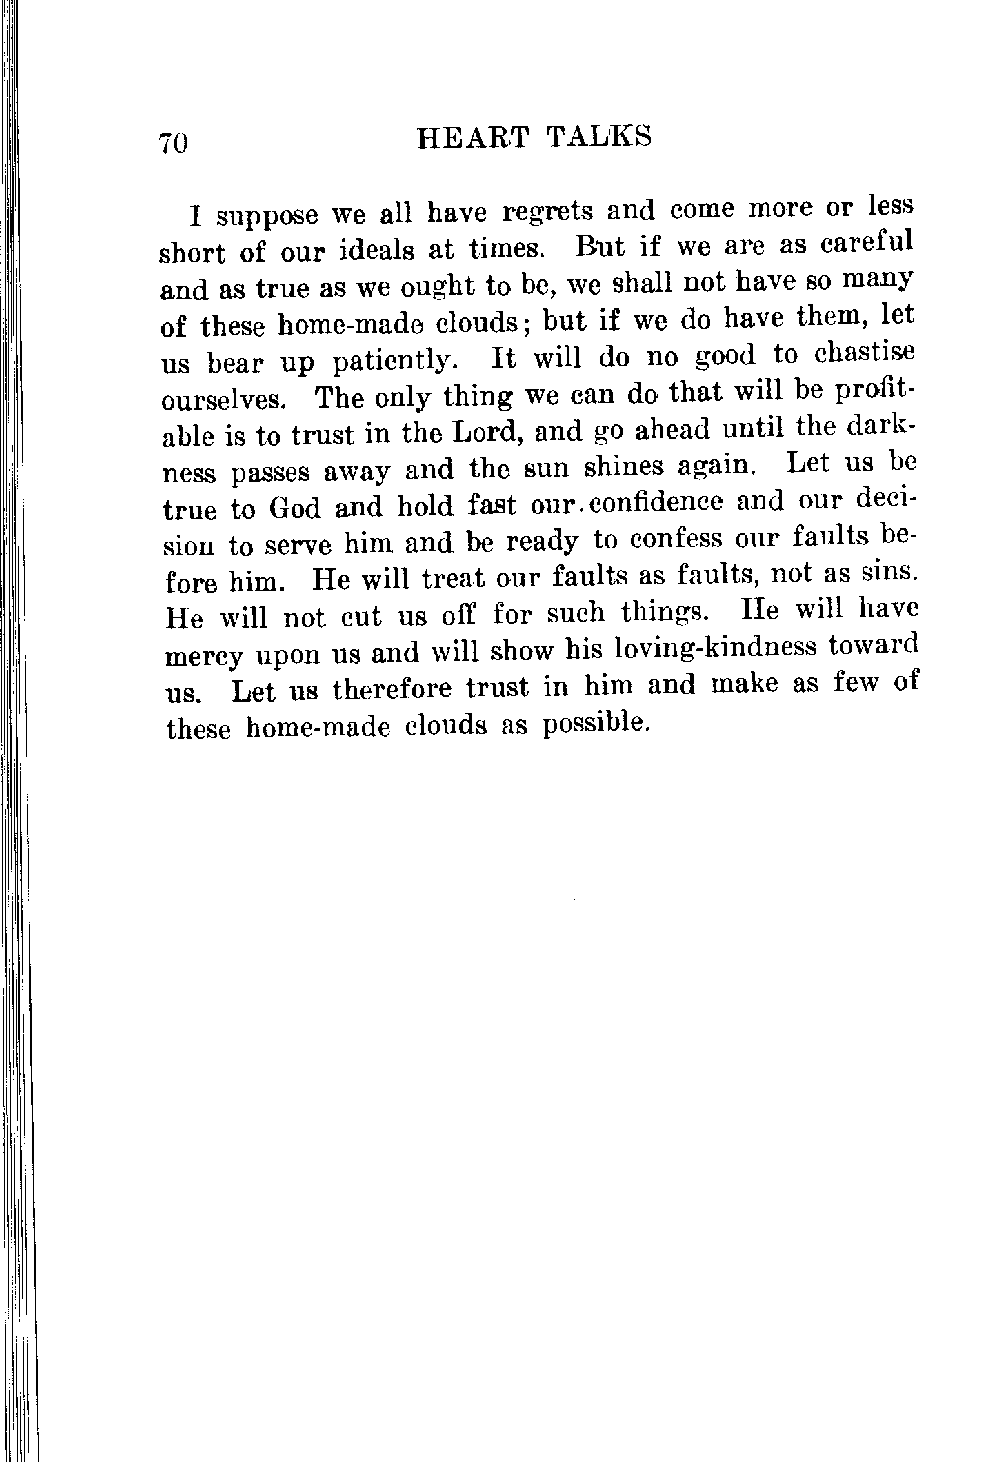 70 HEART TALKS
I suppose we all have regrets and come more or less
short of our ideals at times. But if we are as careful
and as true as we ought to be, we shall not have so many
of these home-made clouds; but if we do have them, let
us bear up patiently. It will do no good to chastise
ourselves. The only thing we can do that will be profit-
able is to trust in the Lord, and go ahead until the dark-
ness passes away and the sun shines again. Let us be
true to God and hold fast our confidence and our deci-
sion to serve him and be ready to confess our faults be-
fore him. He will treat our faults as faults, not as sins.
He will not cut us off for such things. He will have
mercy upon us and will show his loving-kindness toward
us. Let us therefore trust in him and make as few of
these home-made clouds as possible.